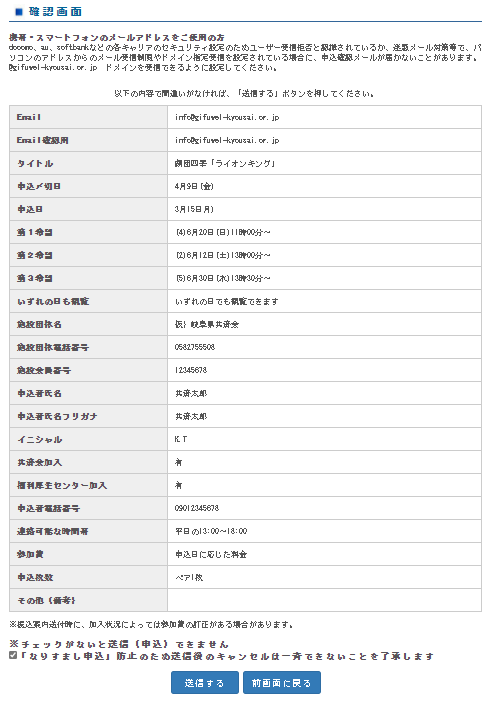 確認画面
携帯・スマートフォンのメールアドレスをご使用の方
docomo、au、softbankなどの各キャリアのセキュリティ設定のためユーザー受信拒否と認識されているか、迷惑メール対策等で、パ
ソコンのアドレスからのメール受信制限やドメイン指定受信を設定されている場合に、申込確認メールが届かないことがあります。
@gifuwel-kyousai.or.jp ドメインを受信できるように設定してください。
以下の内容で間違いがなければ、「送信する」ボタンを押してください。
Email info@gifuwel-kyousai.or.jp
Email確認用 info@gifuwel-kyousai.or.jp
タイトル 劇団四季「ライオンキング」
申込〆切日 4月9日(金)
申込日 3月15日月)
第１希望 (4)6月20日(日)11時00分～
第２希望 (2)6月12日(土)13時00分～
第３希望 (5)6月30日(水)13時30分～
いずれの日も観覧 いずれの日でも観覧できます
施設団体名 仮) 岐阜県共済会
施設団体電話番号 0582755508
施設会員番号 12345678
申込者氏名 共済太郎
申込者氏名フリガナ 共済太郎
イニシャル K.T
共済会加入 有
福利厚生センター加入 有
申込者電話番号 09012345678
連絡可能な時間帯 平日の13:00～18:00
参加費 申込日に応じた料金
申込枚数 ペア1枚
その他（備考）
※振込案内送付時に、加入状況によっては参加費の訂正がある場合があります。
※チェックがないと送信（申込）できません
「なりすまし申込」防止のため送信後のキャンセルは一斉できないことを了承します
送信する 前画面に戻る